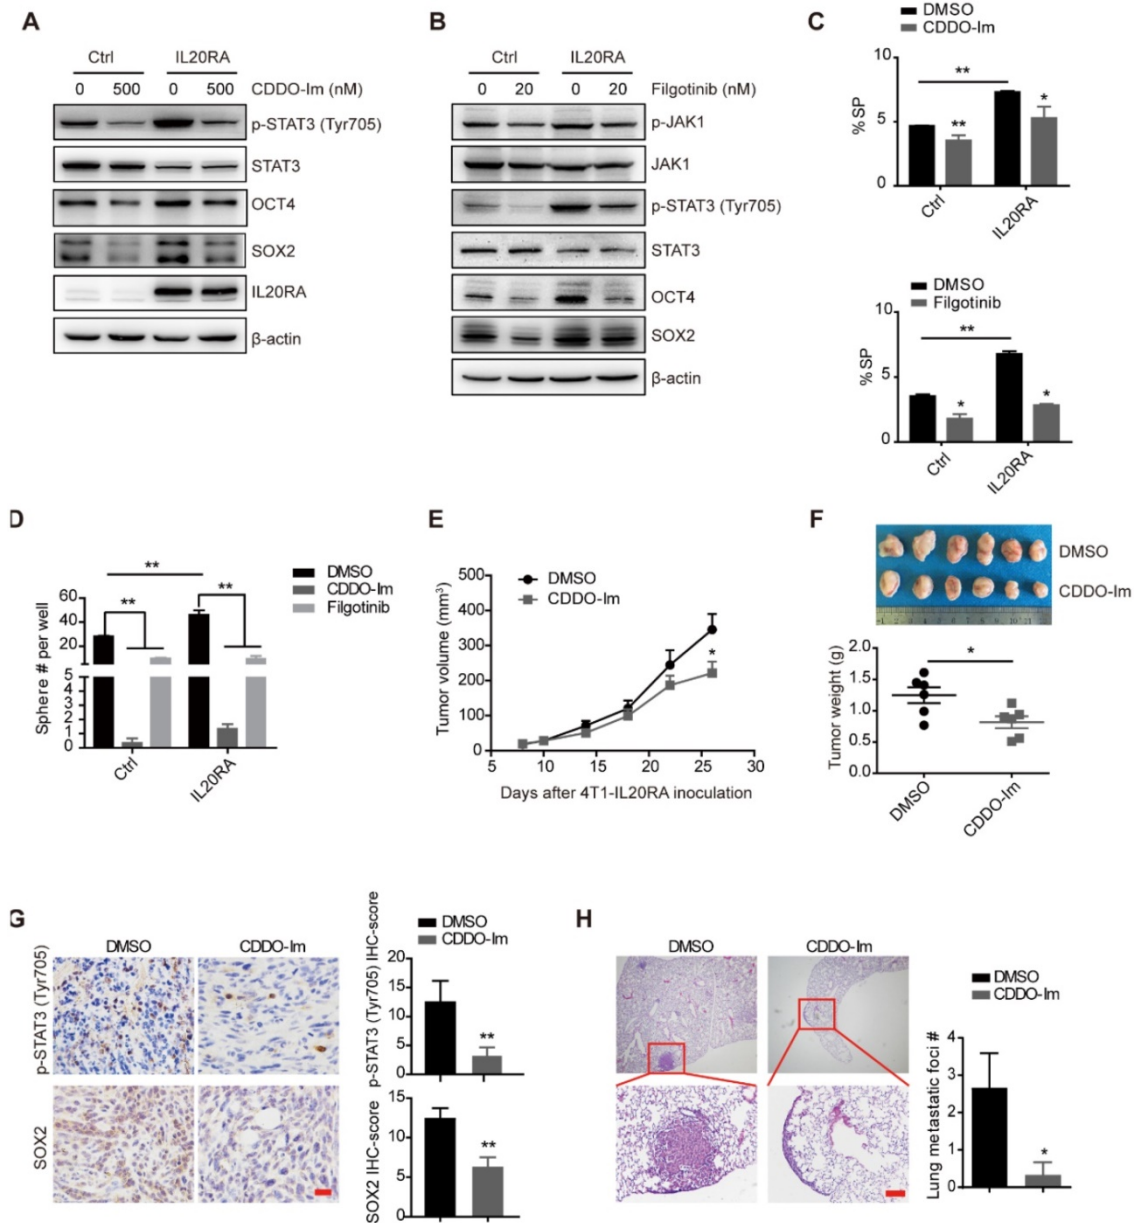 A
Ctrl IL20RA
0 500 0 500 CDDO-Im (nM)
p-STAT3 (Tyr705)
STAT3
OCT4
SOX2
IL20RA
β-actin
B
Ctrl IL20RA
0 20 0 20 Filgotinib (nM)
p-JAK1
JAK1
p-STAT3 (Tyr705)
STAT3
OCT4
SOX2
β-actin
C
DMSO
CDDO-Im
% SP
10
5
0
**
**
*
Ctrl
IL20RA
DMSO
Filgotinib
% SP
10
5
0
**
*
*
Ctrl
IL20RA
D
Sphere # per well
60
40
20
5
4
3
2
1
0
**
**
**
DMSO
CDDO-Im
Filgotinib
Ctrl
IL20RA
E
Tumor volume (mm³)
500
400
300
200
100
0
DMSO
CDDO-Im
*
5 10 15 20 25 30
Days after 4T1-IL20RA inoculation
F
DMSO
CDDO-Im
Tumor weight (g)
2.0
1.5
1.0
0.5
0.0
*
DMSO
CDDO-Im
G
DMSO CDDO-Im
p-STAT3 (Tyr705)
SOX2
DMSO
CDDO-Im
p-STAT3 (Tyr705) IHC-score
20
15
10
5
0
**
SOX2 IHC-score
15
10
5
0
**
H
DMSO CDDO-Im
DMSO
CDDO-Im
Lung metastatic foci #
4
3
2
1
0
*